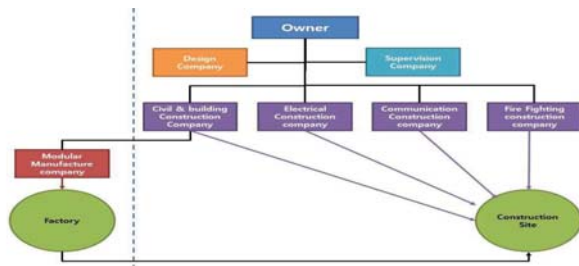 Owner
Design
Company
Supervision
Company
Civil & building
Construction
Company
Electrical
Construction
company
Communication
Construction
company
Fire Fighting
construction
company
Modular
Manufacture
company
Factory
Construction
Site